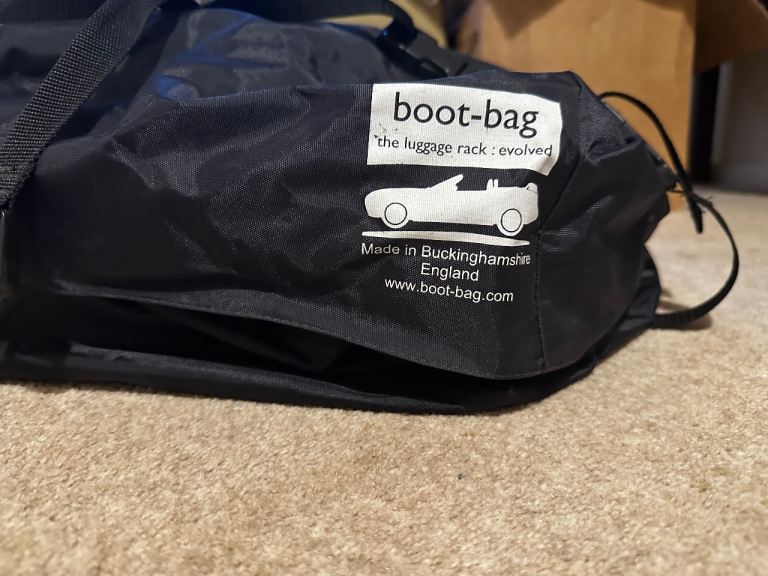 boot-bag
the luggage rack : evolved
Made in Buckinghamshire
England
www.boot-bag.com